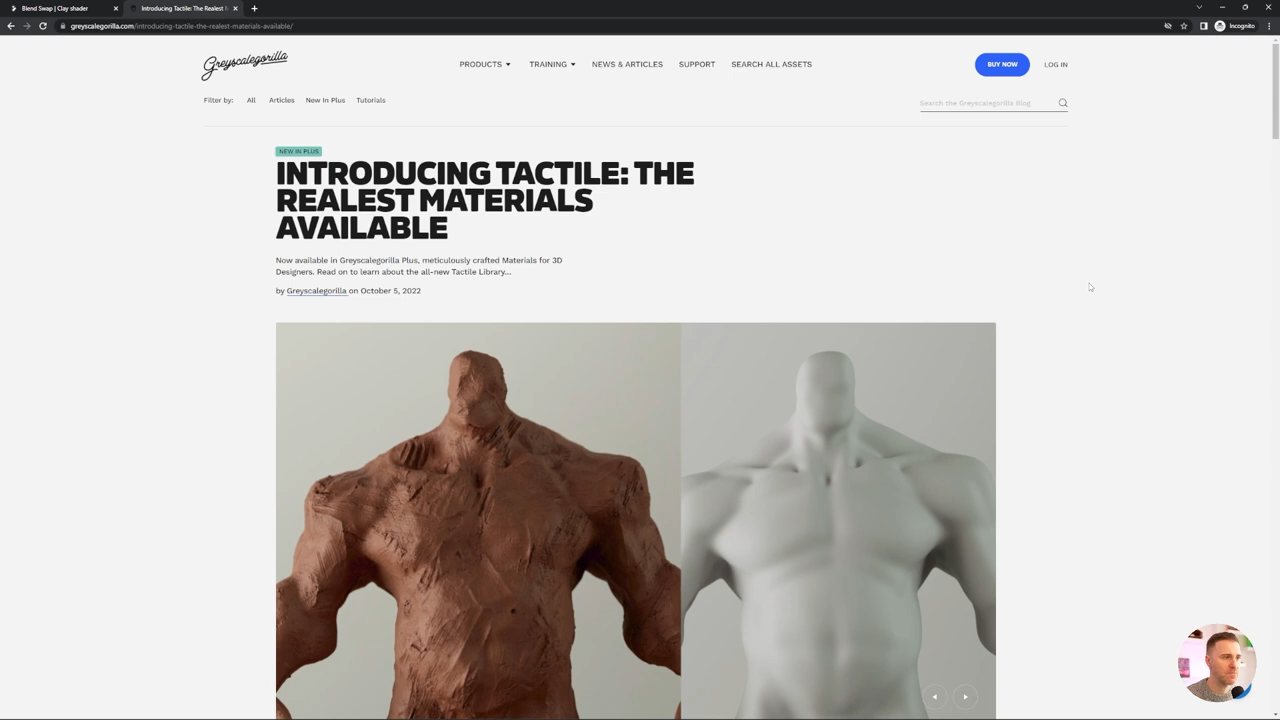 Blend Swap | Clay shader
Introducing Tactile: The Realest M
greyscalegorilla.com/introducing-tactile-the-realest-materials-available/
Incognito
Greyscalegorilla
PRODUCTS
TRAINING
NEWS & ARTICLES
SUPPORT
SEARCH ALL ASSETS
BUY NOW
LOG IN
Filter by:
All
Articles
New In Plus
Tutorials
Search the Greyscalegorilla Blog
NEW IN PLUS
INTRODUCING TACTILE: THE
REALEST MATERIALS
AVAILABLE
Now available in Greyscalegorilla Plus, meticulously crafted Materials for 3D
Designers. Read on to learn about the all-new Tactile Library...
by Greyscalegorilla on October 5, 2022